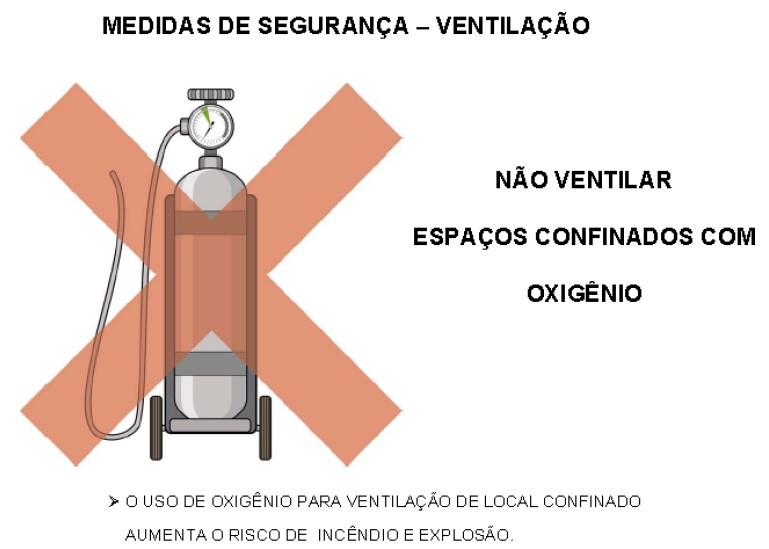 MEDIDAS DE SEGURANÇA – VENTILAÇÃO
NÃO VENTILAR
ESPAÇOS CONFINADOS COM
OXIGÊNIO
➢ O USO DE OXIGÊNIO PARA VENTILAÇÃO DE LOCAL CONFINADO
AUMENTA O RISCO DE INCÊNDIO E EXPLOSÃO.